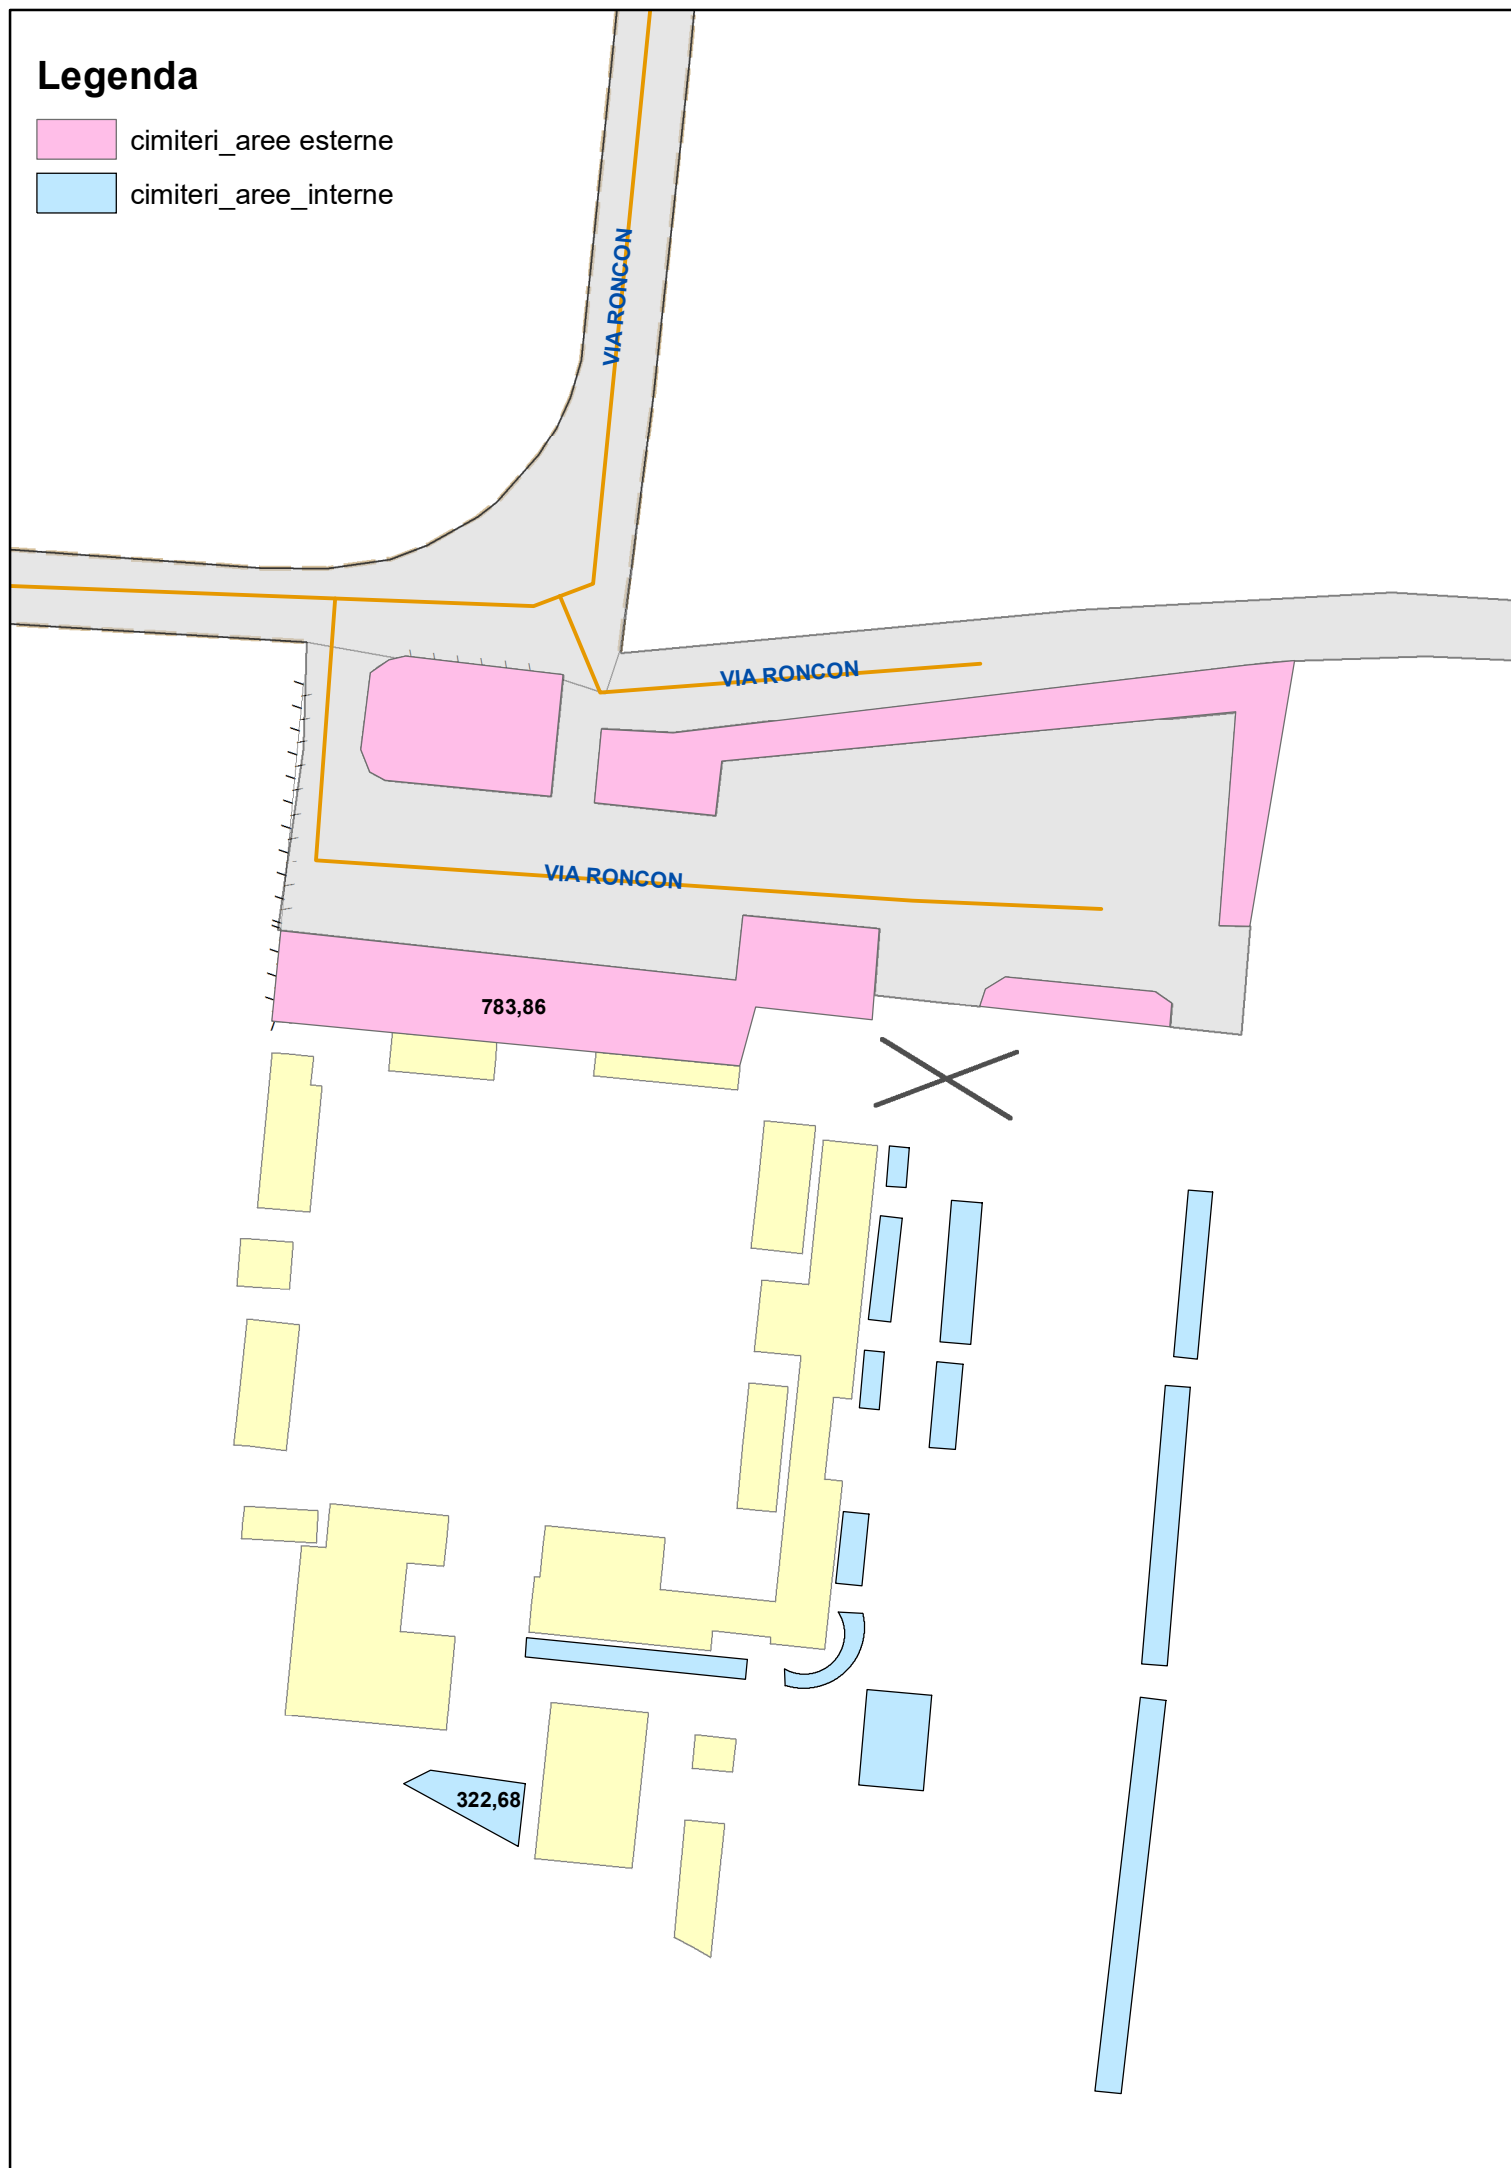 Legenda
cimiteri_aree esterne
cimiteri_aree_interne
VIA RONCON
VIA RONCON
VIA RONCON
783,86
322,68